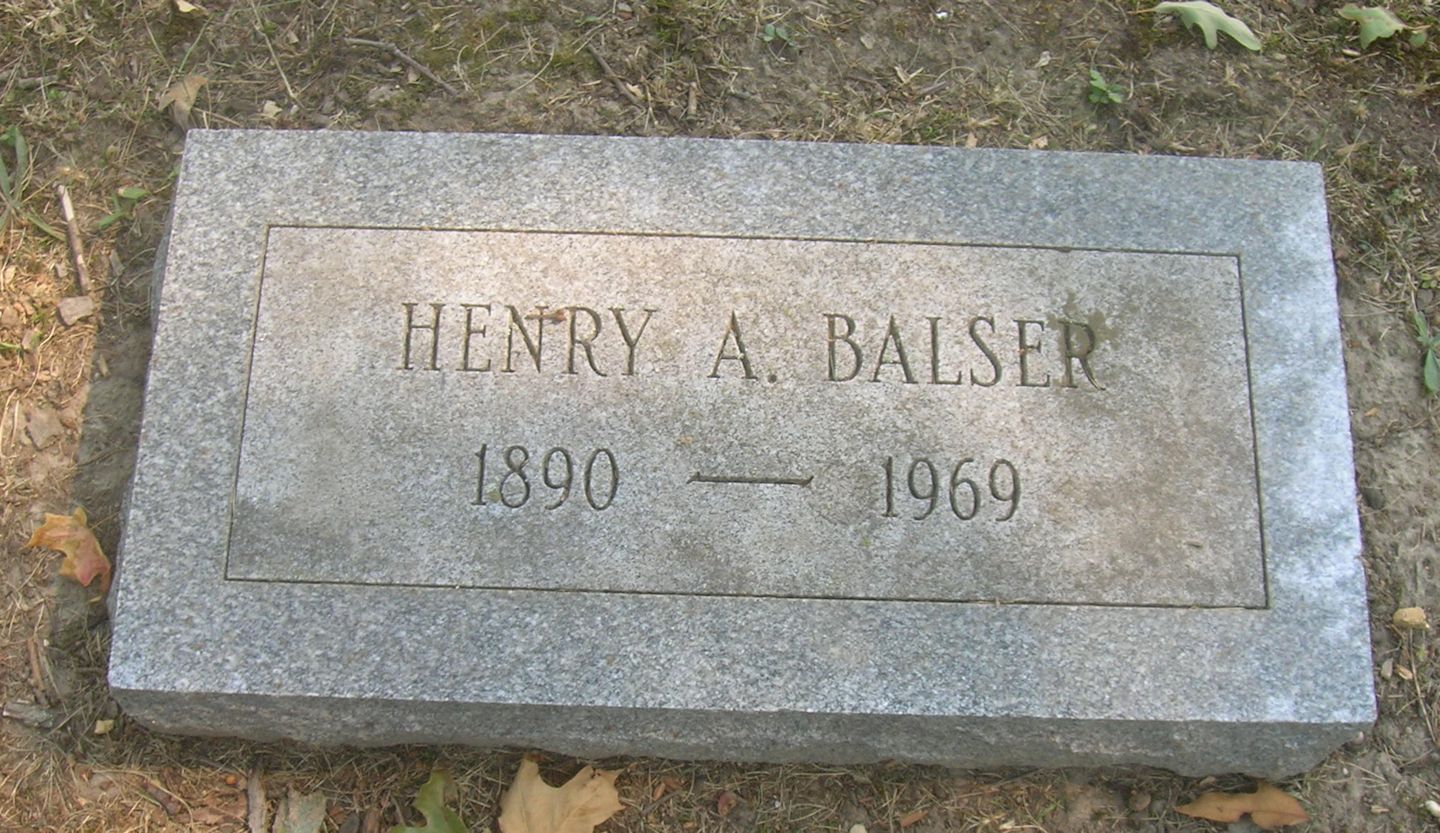 HENRY A. BALSER
1890 — 1969